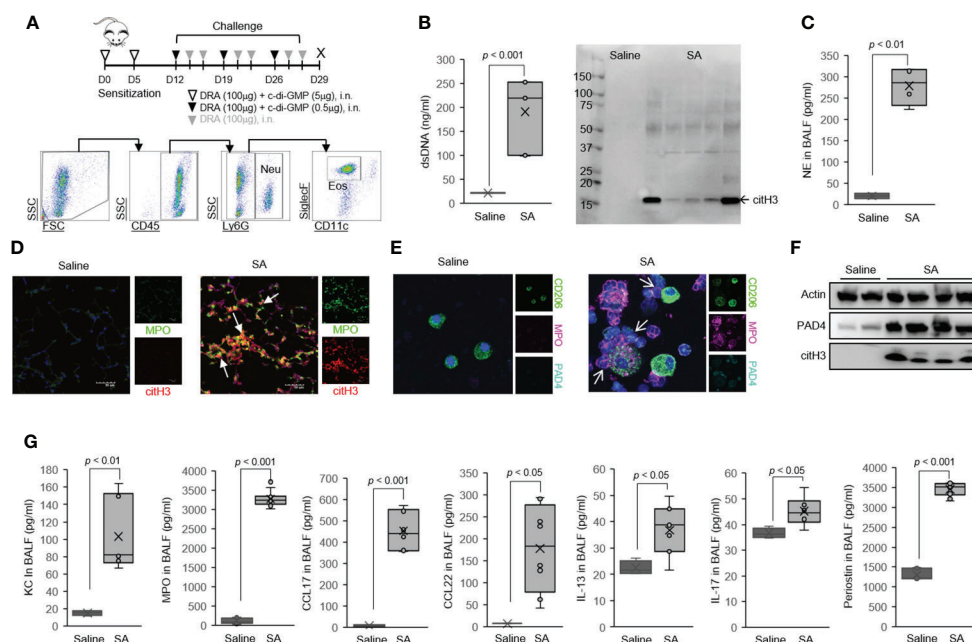 A
Challenge
X
D0 D5 D12 D19 D26 D29
Sensitization
DRA (100µg) + c-di-GMP (5µg), i.n.
DRA (100µg) + c-di-GMP (0.5µg), i.n.
DRA (100µg), i.n.
SSC
FSC
SSC
CD45
SSC
Neu
Ly6G
SiglecF
Eos
CD11c
B
p < 0.001
dsDNA (ng/ml)
300
250
200
150
100
50
0
Saline SA
Saline SA
150
100
75
50
37
25
20
15
citH3
C
p < 0.01
NE in BALF (pg/ml)
350
300
250
200
150
100
50
0
Saline SA
D
Saline
MPO
citH3
SA
MPO
citH3
E
Saline
CD206
MPO
PAD4
SA
CD206
MPO
PAD4
F
Saline SA
Actin
PAD4
citH3
G
p < 0.01
KC In BALF (pg/ml)
180
160
140
120
100
80
60
40
20
0
Saline SA
p < 0.001
MPO in BALF (pg/ml)
4000
3500
3000
2500
2000
1500
1000
500
0
Saline SA
p < 0.001
CCL17 in BALF (pg/ml)
700
600
500
400
300
200
100
0
Saline SA
p < 0.05
CCL22 in BALF (pg/ml)
350
300
250
200
150
100
50
0
Saline SA
p < 0.05
IL-13 in BALF (pg/ml)
60
50
40
30
20
10
0
Saline SA
p < 0.05
IL-17 in BALF (pg/ml)
60
50
40
30
20
10
0
Saline SA
p < 0.001
Periostin in BALF (pg/ml)
4000
3500
3000
2500
2000
1500
1000
500
0
Saline SA